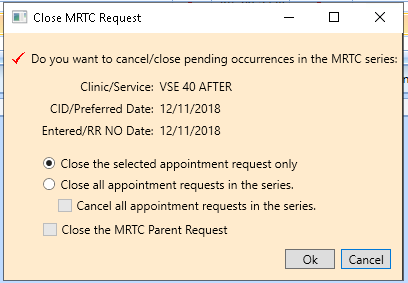 Close MRTC Request
Do you want to cancel/close pending occurrences in the MRTC series:
Clinic/Service: VSE 40 AFTER
CID/Preferred Date: 12/11/2018
Entered/RR NO Date: 12/11/2018
Close the selected appointment request only
Close all appointment requests in the series.
Cancel all appointment requests in the series.
Close the MRTC Parent Request
Ok Cancel